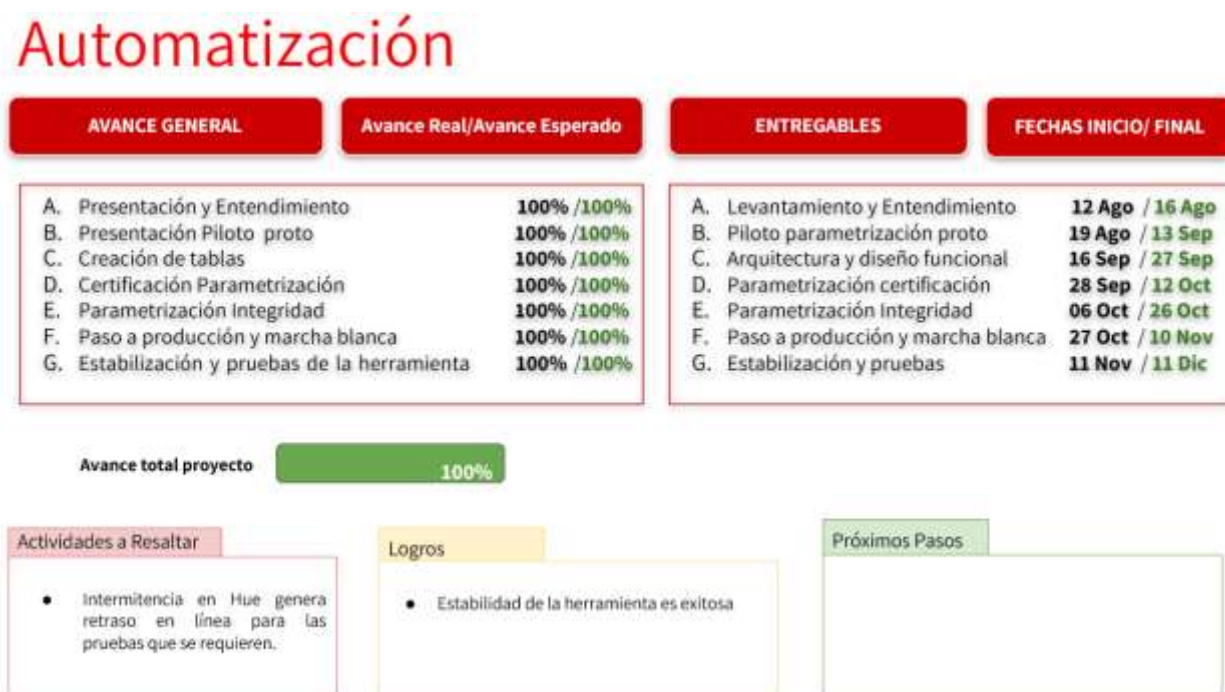 Automatización
AVANCE GENERAL
Avance Real/Avance Esperado
ENTREGABLES
FECHAS INICIO/ FINAL
A. Presentación y Entendimiento 100% /100%
B. Presentación Piloto proto 100% /100%
C. Creación de tablas 100% /100%
D. Certificación Parametrización 100% /100%
E. Parametrización Integridad 100% /100%
F. Paso a producción y marcha blanca 100% /100%
G. Estabilización y pruebas de la herramienta 100% /100%
A. Levantamiento y Entendimiento 12 Ago / 16 Ago
B. Piloto parametrización proto 19 Ago / 13 Sep
C. Arquitectura y diseño funcional 16 Sep / 27 Sep
D. Parametrización certificación 28 Sep / 12 Oct
E. Parametrización Integridad 06 Oct / 26 Oct
F. Paso a producción y marcha blanca 27 Oct / 10 Nov
G. Estabilización y pruebas 11 Nov / 11 Dic
Avance total proyecto 100%
Actividades a Resaltar
• Intermitencia en Hue genera
retraso en línea para las
pruebas que se requieren.
Logros
• Estabilidad de la herramienta es exitosa
Próximos Pasos